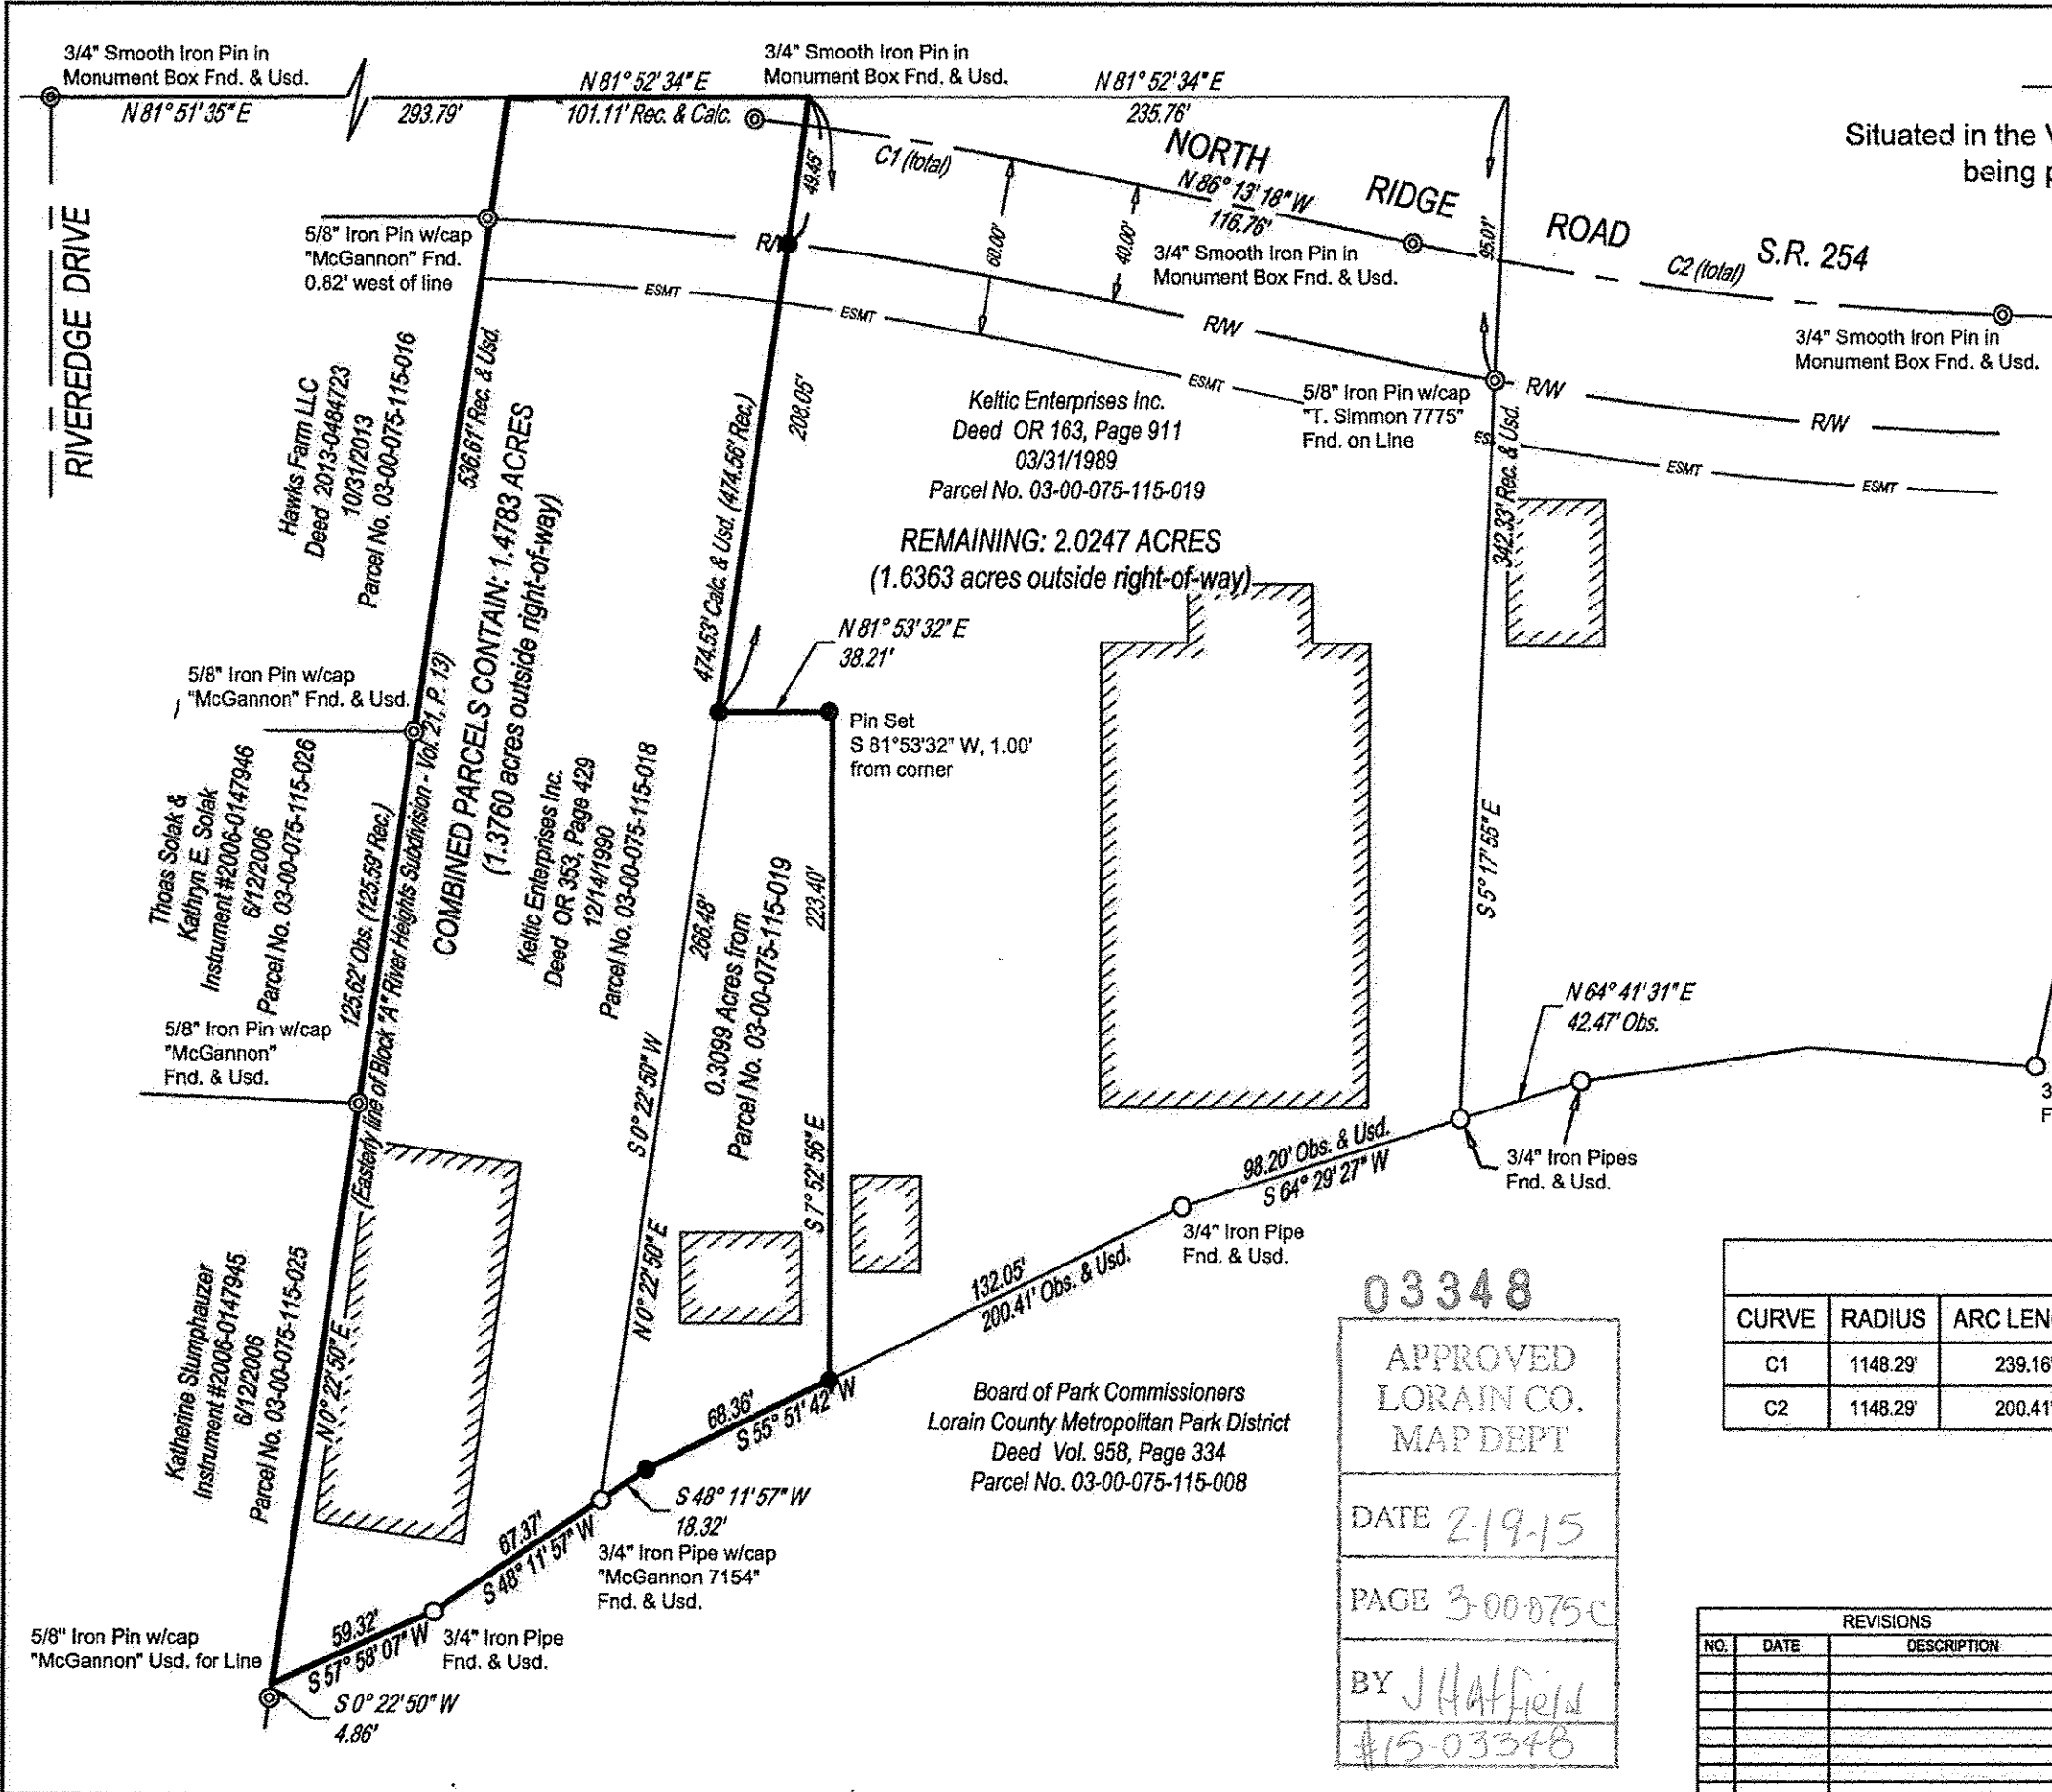 3/4" Smooth Iron Pin in
Monument Box Fnd. & Usd.
N 81° 51' 35" E
293.79'
N 81° 52' 34" E
101.11' Rec. & Calc.
3/4" Smooth Iron Pin in
Monument Box Fnd. & Usd.
N 81° 52' 34" E
235.76'
Situated in the V
being p
RIVEREDGE DRIVE
C1 (total)
49.45'
NORTH RIDGE ROAD S.R. 254
N 86° 13' 18" W
116.76'
60.00'
40.00'
95.01'
C2 (total)
3/4" Smooth Iron Pin in
Monument Box Fnd. & Usd.
3/4" Smooth Iron Pin in
Monument Box Fnd. & Usd.
5/8" Iron Pin w/cap
"McGannon" Fnd.
0.82' west of line
R/W
ESMT
ESMT
R/W
ESMT
R/W
R/W
ESMT
ESMT
5/8" Iron Pin w/cap
"T. Simmon 7775"
Fnd. on Line
Hawks Farm LLC
Deed 2013-0484723
10/31/2013
Parcel No. 03-00-075-115-016
536.61' Rec. & Usd.
COMBINED PARCELS CONTAIN: 1.4783 ACRES
(1.3760 acres outside right-of-way)
474.53' Calc. & Usd. (474.56' Rec.)
208.05'
Keltic Enterprises Inc.
Deed OR 163, Page 911
03/31/1989
Parcel No. 03-00-075-115-019
REMAINING: 2.0247 ACRES
(1.6363 acres outside right-of-way)
342.33' Rec. & Usd.
S 5° 17' 55" E
N 81° 53' 32" E
38.21'
Pin Set
S 81°53'32" W, 1.00'
from corner
5/8" Iron Pin w/cap
"McGannon" Fnd. & Usd.
Thoas Solak &
Kathryn E. Solak
Instrument #2006-0147946
6/12/2006
Parcel No. 03-00-075-115-026
125.62' Obs. (125.59' Rec.)
(Easterly line of Block "A" River Heights Subdivision - Vol. 21, P. 13)
Keltic Enterprises Inc.
Deed OR 353, Page 429
12/14/1990
Parcel No. 03-00-075-115-018
266.48'
S 0° 22' 50" W
N 0° 22' 50" E
0.3099 Acres from
Parcel No. 03-00-075-115-019
223.40'
S 7° 52' 56" E
5/8" Iron Pin w/cap
"McGannon"
Fnd. & Usd.
N 64° 41' 31" E
42.47' Obs.
98.20' Obs. & Usd.
S 64° 29' 27" W
3/4" Iron Pipes
Fnd. & Usd.
3
F
3/4" Iron Pipe
Fnd. & Usd.
132.05'
200.41' Obs. & Usd.
Katherine Stumphauzer
Instrument #2006-0147945
6/12/2006
Parcel No. 03-00-075-115-025
N 0° 22' 50" E
68.36'
S 55° 51' 42" W
S 48° 11' 57" W
18.32'
67.37'
S 48° 11' 57" W
3/4" Iron Pipe w/cap
"McGannon 7154"
Fnd. & Usd.
59.32'
S 57° 58' 07" W
3/4" Iron Pipe
Fnd. & Usd.
5/8" Iron Pin w/cap
"McGannon" Usd. for Line
S 0° 22' 50" W
4.86'
Board of Park Commissioners
Lorain County Metropolitan Park District
Deed Vol. 958, Page 334
Parcel No. 03-00-075-115-008
03348
APPROVED
LORAIN CO.
MAP DEPT
DATE 2-19-15
PAGE 3-00-075-C
BY J Hatfield
#15-03348
CURVE RADIUS ARC LEN
C1 1148.29' 239.16'
C2 1148.29' 200.41'
REVISIONS
NO. DATE DESCRIPTION